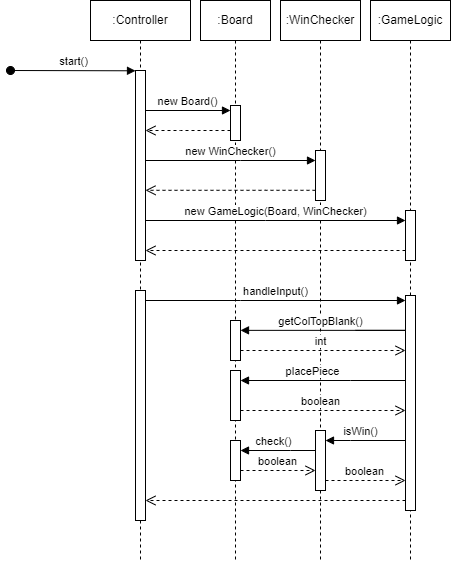 :Controller
:Board
:WinChecker
:GameLogic
start()
new Board()
new WinChecker()
new GameLogic(Board, WinChecker)
handleInput()
getColTopBlank()
int
placePiece
boolean
isWin()
check()
boolean
boolean